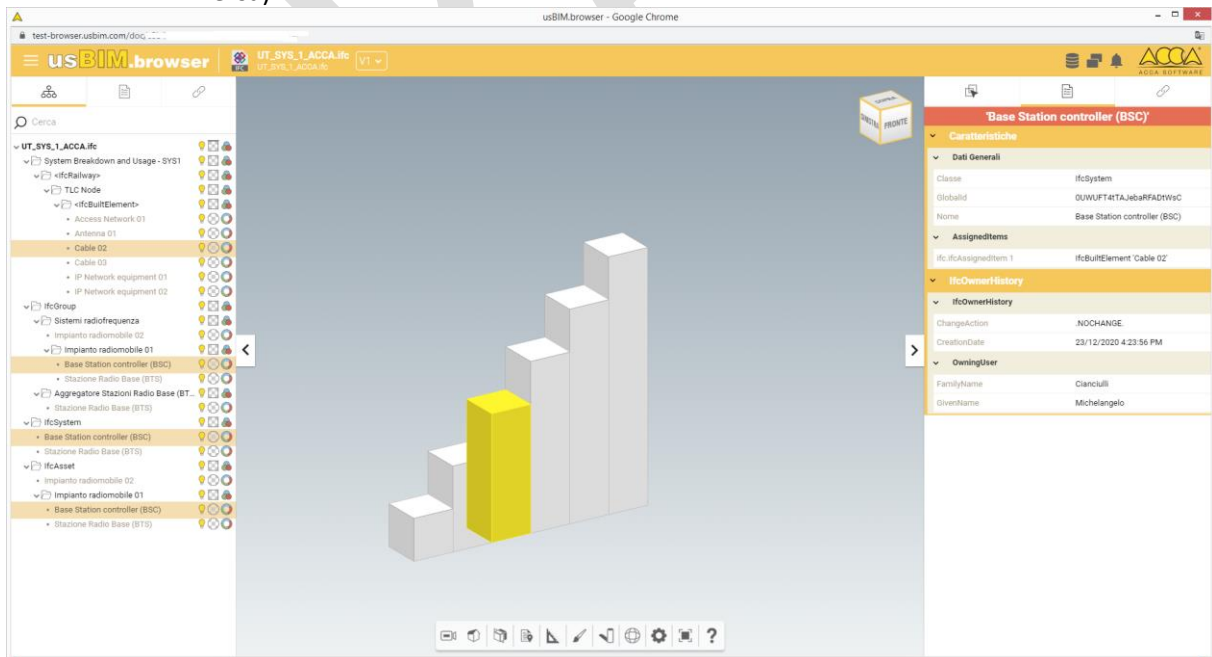 usBIM.browser - Google Chrome
usBIM.browser
IFC
UT_SYS_1_ACCA.ifc
UT_SYS_1_ACCA.ifc
V1
ACCA
ACCA SOFTWARE
Cerca
UT_SYS_1_ACCA.ifc
System Breakdown and Usage - SYS1
<IfcRailway>
TLC Node
<IfcBuiltElement>
Access Network 01
Antenna 01
Cable 02
Cable 03
IP Network equipment 01
IP Network equipment 02
IfcGroup
Sistemi radiofrequenza
Impianto radiomobile 02
Impianto radiomobile 01
Base Station controller (BSC)
Stazione Radio Base (BTS)
Aggregatore Stazioni Radio Base (BT...
Stazione Radio Base (BTS)
IfcSystem
Base Station controller (BSC)
Stazione Radio Base (BTS)
IfcAsset
Impianto radiomobile 02
Impianto radiomobile 01
Base Station controller (BSC)
Stazione Radio Base (BTS)
FRONTE
'Base Station controller (BSC)'
Caratteristiche
Dati Generali
Classe IfcSystem
GlobalId 0UWUFT4tTAJebaRFADtWsC
Nome Base Station controller (BSC)
AssignedItems
ifc:IfcAssignedItem 1 IfcBuiltElement 'Cable 02'
IfcOwnerHistory
IfcOwnerHistory
ChangeAction .NOCHANGE.
CreationDate 23/12/2020 4:23:56 PM
OwningUser
FamilyName Cianciulli
GivenName Michelangelo